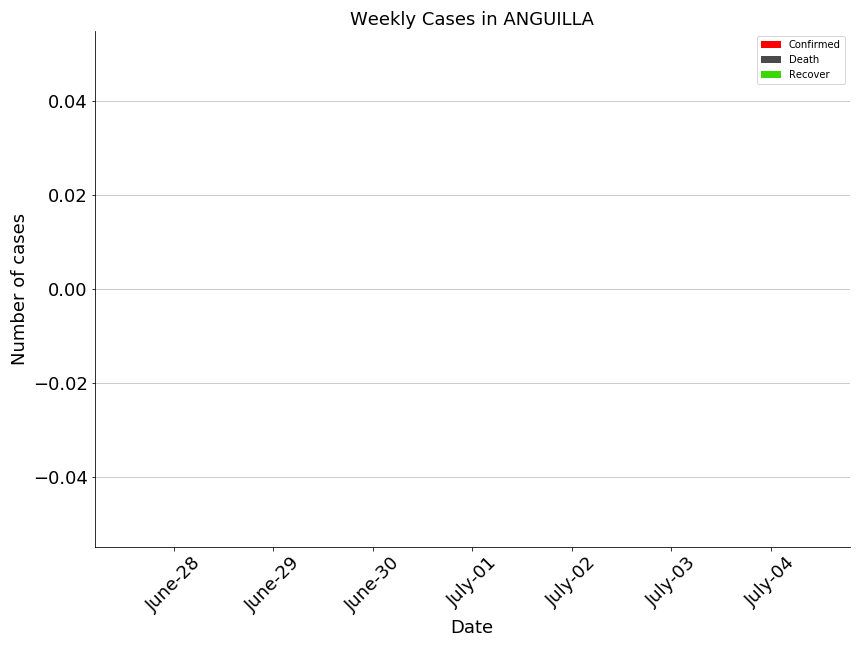 Weekly Cases in ANGUILLA
Confirmed
Death
Recover
0.04
0.02
0.00
−0.02
−0.04
Number of cases
June-28
June-29
June-30
July-01
July-02
July-03
July-04
Date